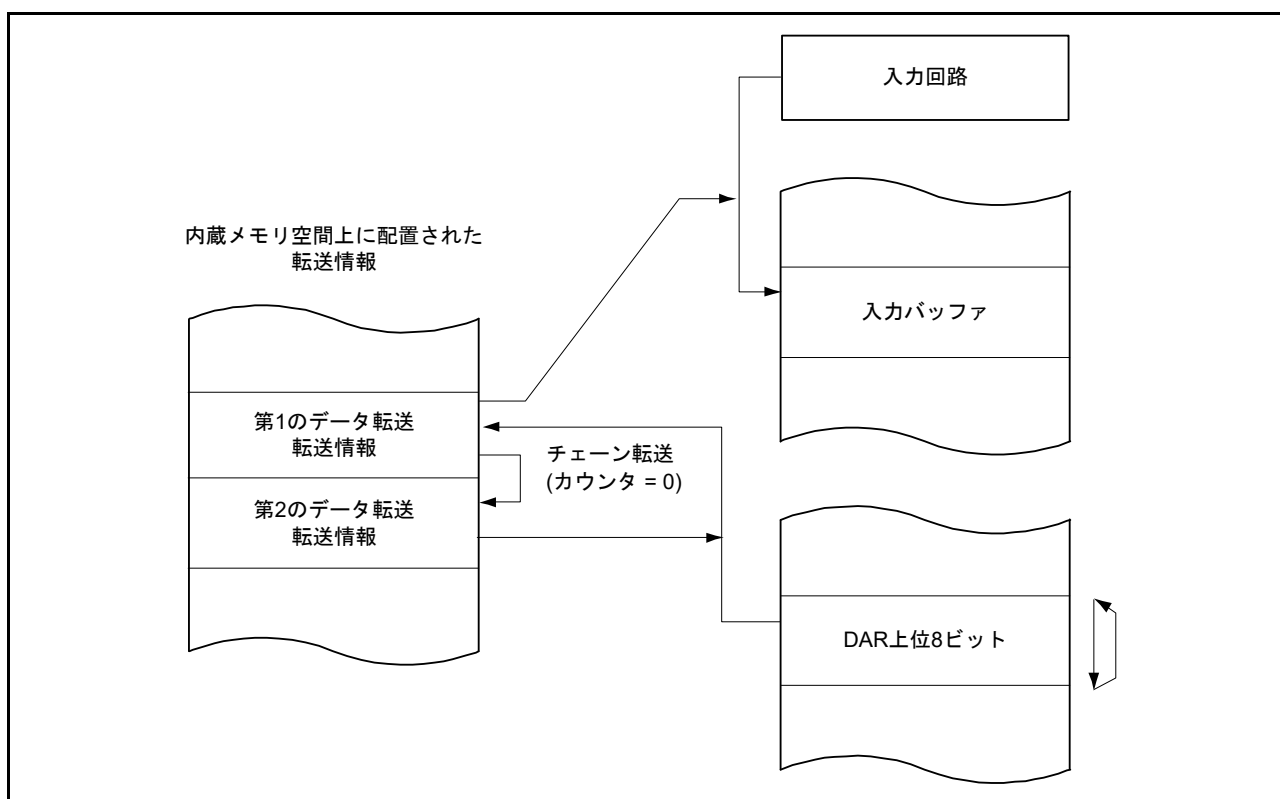 入力回路
内蔵メモリ空間上に配置された
転送情報
入力バッファ
第1のデータ転送
転送情報
チェーン転送
(カウンタ = 0)
第2のデータ転送
転送情報
DAR上位8ビット